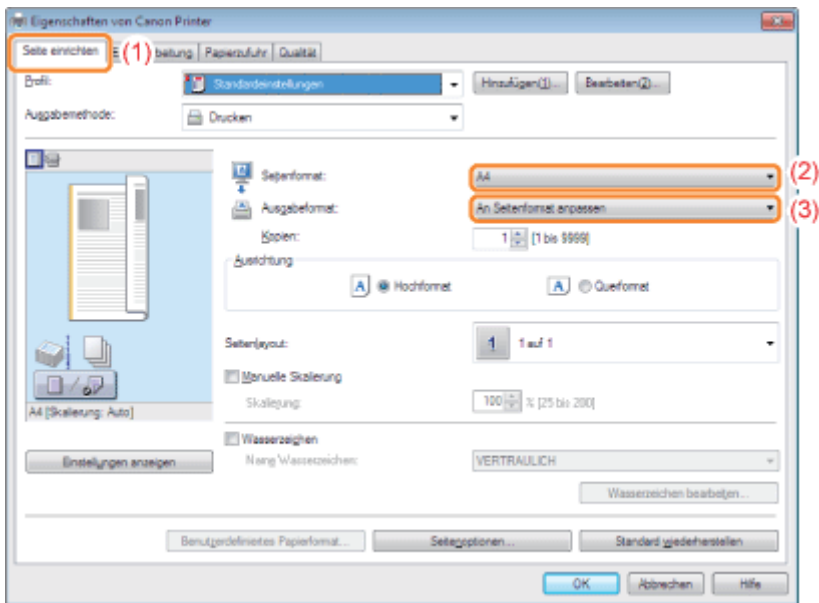 Eigenschaften von Canon Printer
Seite einrichten (1) beitung Papierzufuhr Qualität
Profil: Standardeinstellungen Hinzufügen(1)... Bearbeiten(2)...
Ausgabemethode: Drucken
Seitenformat: A4 (2)
Ausgabeformat: An Seitenformat anpassen (3)
Kopien: 1 [1 bis 9999]
Ausrichtung
A Hochformat A Querformat
Seitenlayout: 1 1 auf 1
Manuelle Skalierung
Skalierung: 100 % [25 bis 200]
A4 [Skalierung: Auto]
Wasserzeichen
Einstellungen anzeigen
Name Wasserzeichen: VERTRAULICH
Wasserzeichen bearbeiten...
Benutzerdefiniertes Papierformat... Seitenoptionen... Standard wiederherstellen
OK Abbrechen Hilfe